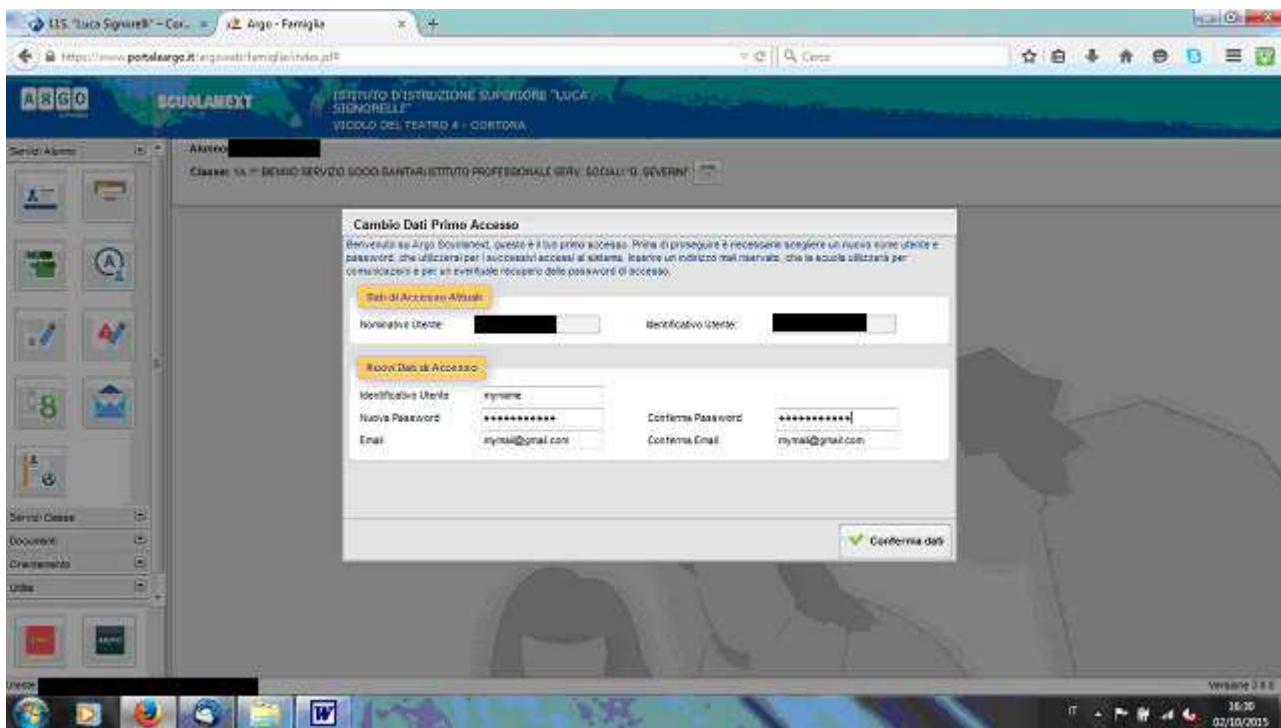 I.I.S. "Luca Signorelli" - Cor...
Argo - Famiglia
https://www.portaleargo.it/argoweb/famiglia/index.jsf#
Cerca
ARGO
SCUOLANEXT
ISTITUTO D'ISTRUZIONE SUPERIORE "LUCA
SIGNORELLI"
VICOLO DEL TEATRO 4 - CORTONA
Servizi Alunno
Alunno
Classe: 1A 1° BIENNIO SERVIZIO SOCIO SANITARI ISTITUTO PROFESSIONALE SERV. SOCIALI "G. SEVERINI"
Cambio Dati Primo Accesso
Benvenuto su Argo Scuolanext, questo è il tuo primo accesso. Prima di proseguire è necessario scegliere un nuovo nome utente e
password, che utilizzerai per i successivi accessi al sistema. Inserire un indirizzo mail riservato, che la scuola utilizzerà per
comunicazioni e per un eventuale recupero delle password di accesso.
Dati di Accesso Attuali
Nominativo Utente:
Identificativo Utente:
Nuovi Dati di Accesso
Identificativo Utente
myname
Nuova Password
Conferma Password
Email
mymail@gmail.com
Conferma Email
mymail@gmail.com
Conferma dati
8
Servizi Classe
Documenti
Orientamento
Utilità
Utente:
Versione 2.8.0
IT
16:30
02/10/2015